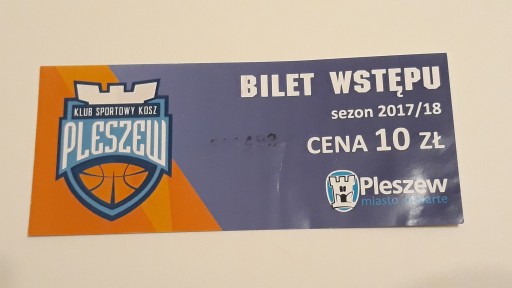 KLUB SPORTOWY KOSZ
PLESZEW
BILET WSTĘPU
sezon 2017/18
CENA 10 ZŁ
Pleszew
miasto otwarte